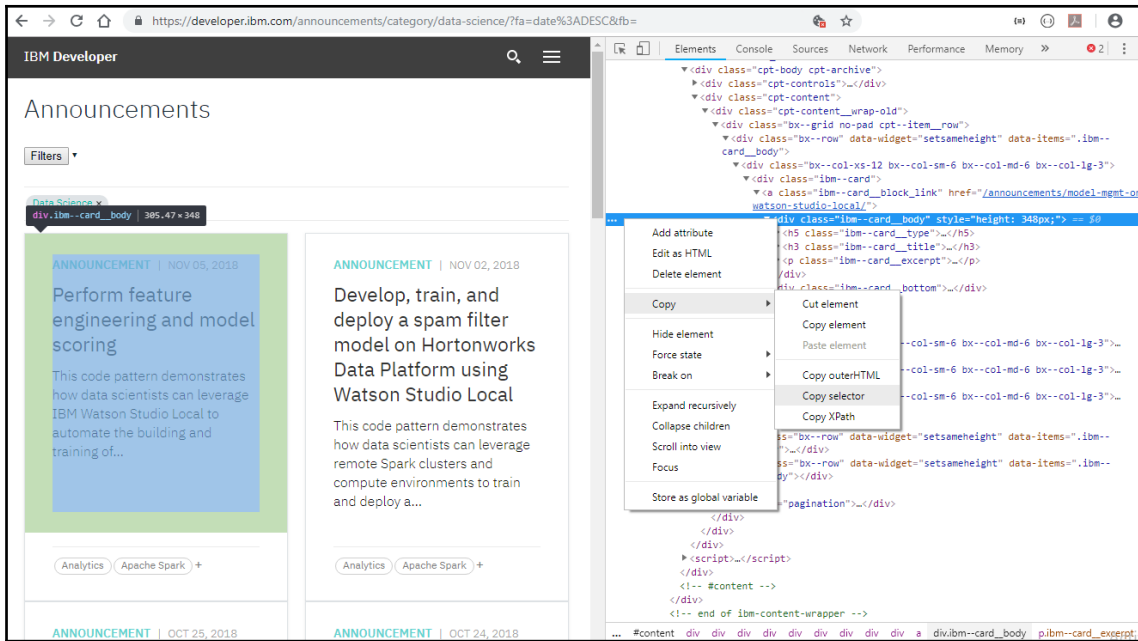 https://developer.ibm.com/announcements/category/data-science/?fa=date%3ADESC&fb=
IBM Developer
Announcements
Filters ▾
Data Science ×
div.ibm--card__body | 305.47 × 348
ANNOUNCEMENT | NOV 05, 2018
Perform feature
engineering and model
scoring
This code pattern demonstrates
how data scientists can leverage
IBM Watson Studio Local to
automate the building and
training of...
Analytics Apache Spark +
ANNOUNCEMENT | OCT 25, 2018
ANNOUNCEMENT | NOV 02, 2018
Develop, train, and
deploy a spam filter
model on Hortonworks
Data Platform using
Watson Studio Local
This code pattern demonstrates
how data scientists can leverage
remote Spark clusters and
compute environments to train
and deploy a...
Analytics Apache Spark +
ANNOUNCEMENT | OCT 24, 2018
Elements Console Sources Network Performance Memory » 2
▼<div class="cpt-body cpt-archive">
▶<div class="cpt-controls">…</div>
▼<div class="cpt-content">
▼<div class="cpt-content__wrap-old">
▼<div class="bx--grid no-pad cpt--item__row">
▼<div class="bx--row" data-widget="setsameheight" data-items=".ibm--
card__body">
▼<div class="bx--col-xs-12 bx--col-sm-6 bx--col-md-6 bx--col-lg-3">
▼<div class="ibm--card">
▼<a class="ibm--card__block_link" href="/announcements/model-mgmt-on
watson-studio-local/">
… ▼<div class="ibm--card__body" style="height: 348px;"> == $0
<h5 class="ibm--card__type">…</h5>
<h3 class="ibm--card__title">…</h3>
<p class="ibm--card__excerpt">…</p>
/div>
div class="ibm--card__bottom">…</div>
--col-sm-6 bx--col-md-6 bx--col-lg-3">…
--col-sm-6 bx--col-md-6 bx--col-lg-3">…
--col-sm-6 bx--col-md-6 bx--col-lg-3">…
ss="bx--row" data-widget="setsameheight" data-items=".ibm--
">…</div>
ss="bx--row" data-widget="setsameheight" data-items=".ibm--
dy"></div>
="pagination">…</div>
</div>
</div>
</div>
▶<script>…</script>
</div>
<!-- #content -->
</div>
<!-- end of ibm-content-wrapper -->
Add attribute
Edit as HTML
Delete element
Copy
Hide element
Force state
Break on
Expand recursively
Collapse children
Scroll into view
Focus
Store as global variable
Cut element
Copy element
Paste element
Copy outerHTML
Copy selector
Copy XPath
… #content div div div div div div div div div a div.ibm--card__body p.ibm--card__excerpt